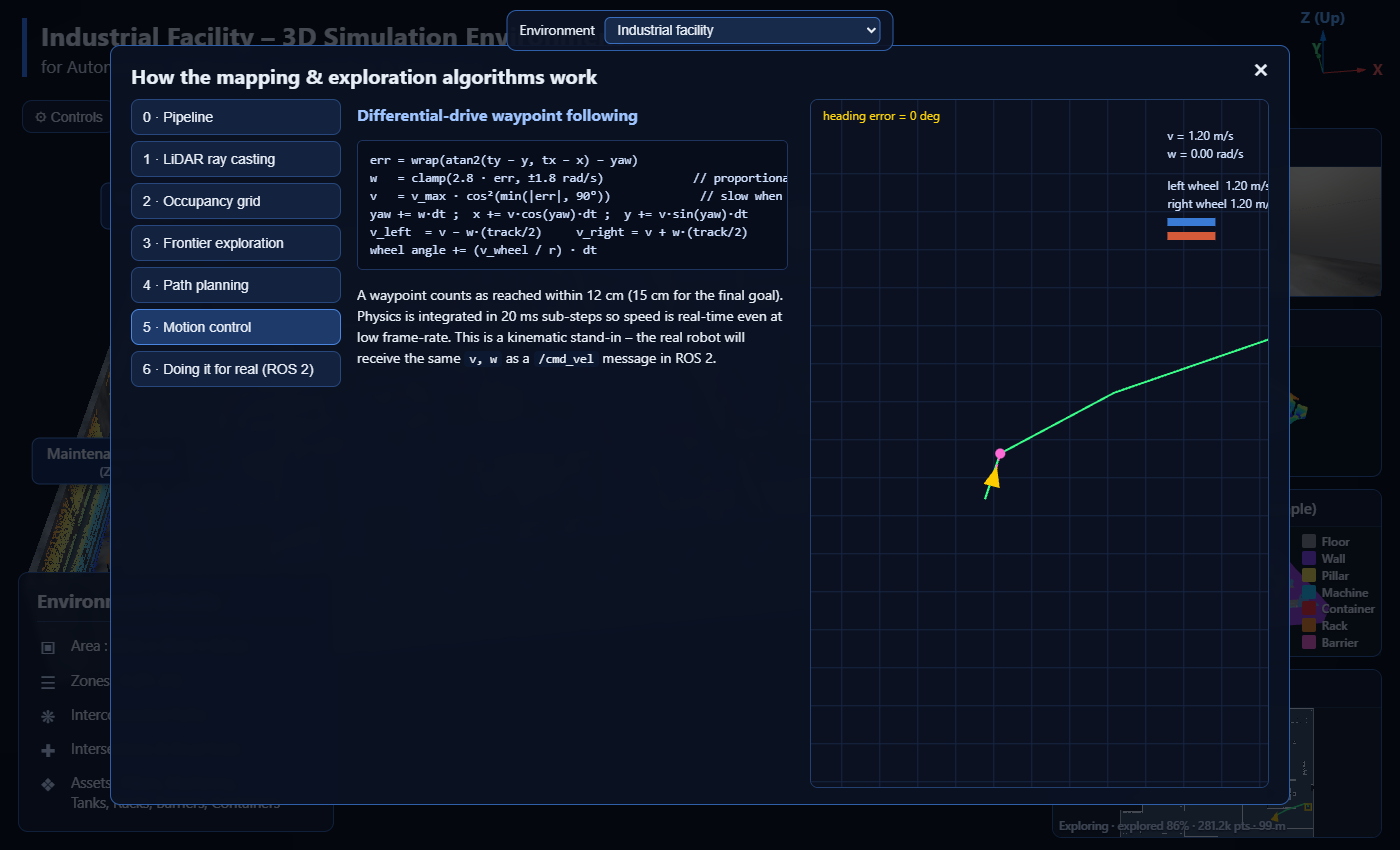 Environment
Industrial facility
Industrial Facility – 3D Simulation Env
for Autor
Z (Up)
Y
X
⚙ Controls
How the mapping & exploration algorithms work
×
0 · Pipeline
1 · LiDAR ray casting
2 · Occupancy grid
3 · Frontier exploration
4 · Path planning
5 · Motion control
6 · Doing it for real (ROS 2)
Differential-drive waypoint following
err = wrap(atan2(ty − y, tx − x) − yaw)
w = clamp(2.8 · err, ±1.8 rad/s) // proportiona
v = v_max · cos²(min(|err|, 90°)) // slow when
yaw += w·dt ; x += v·cos(yaw)·dt ; y += v·sin(yaw)·dt
v_left = v − w·(track/2) v_right = v + w·(track/2)
wheel angle += (v_wheel / r) · dt
A waypoint counts as reached within 12 cm (15 cm for the final goal).
Physics is integrated in 20 ms sub-steps so speed is real-time even at
low frame-rate. This is a kinematic stand-in – the real robot will
receive the same v, w as a /cmd_vel message in ROS 2.
heading error = 0 deg
v = 1.20 m/s
w = 0.00 rad/s
left wheel 1.20 m/s
right wheel 1.20 m/
Maintena
(Z
Environ
Area :
Zones
Interco
Interse
Assets
Tanks, Racks, Barriers, Containers
ple)
Floor
Wall
Pillar
Machine
Container
Rack
Barrier
Exploring · explored 86% · 281.2k pts · 99 m